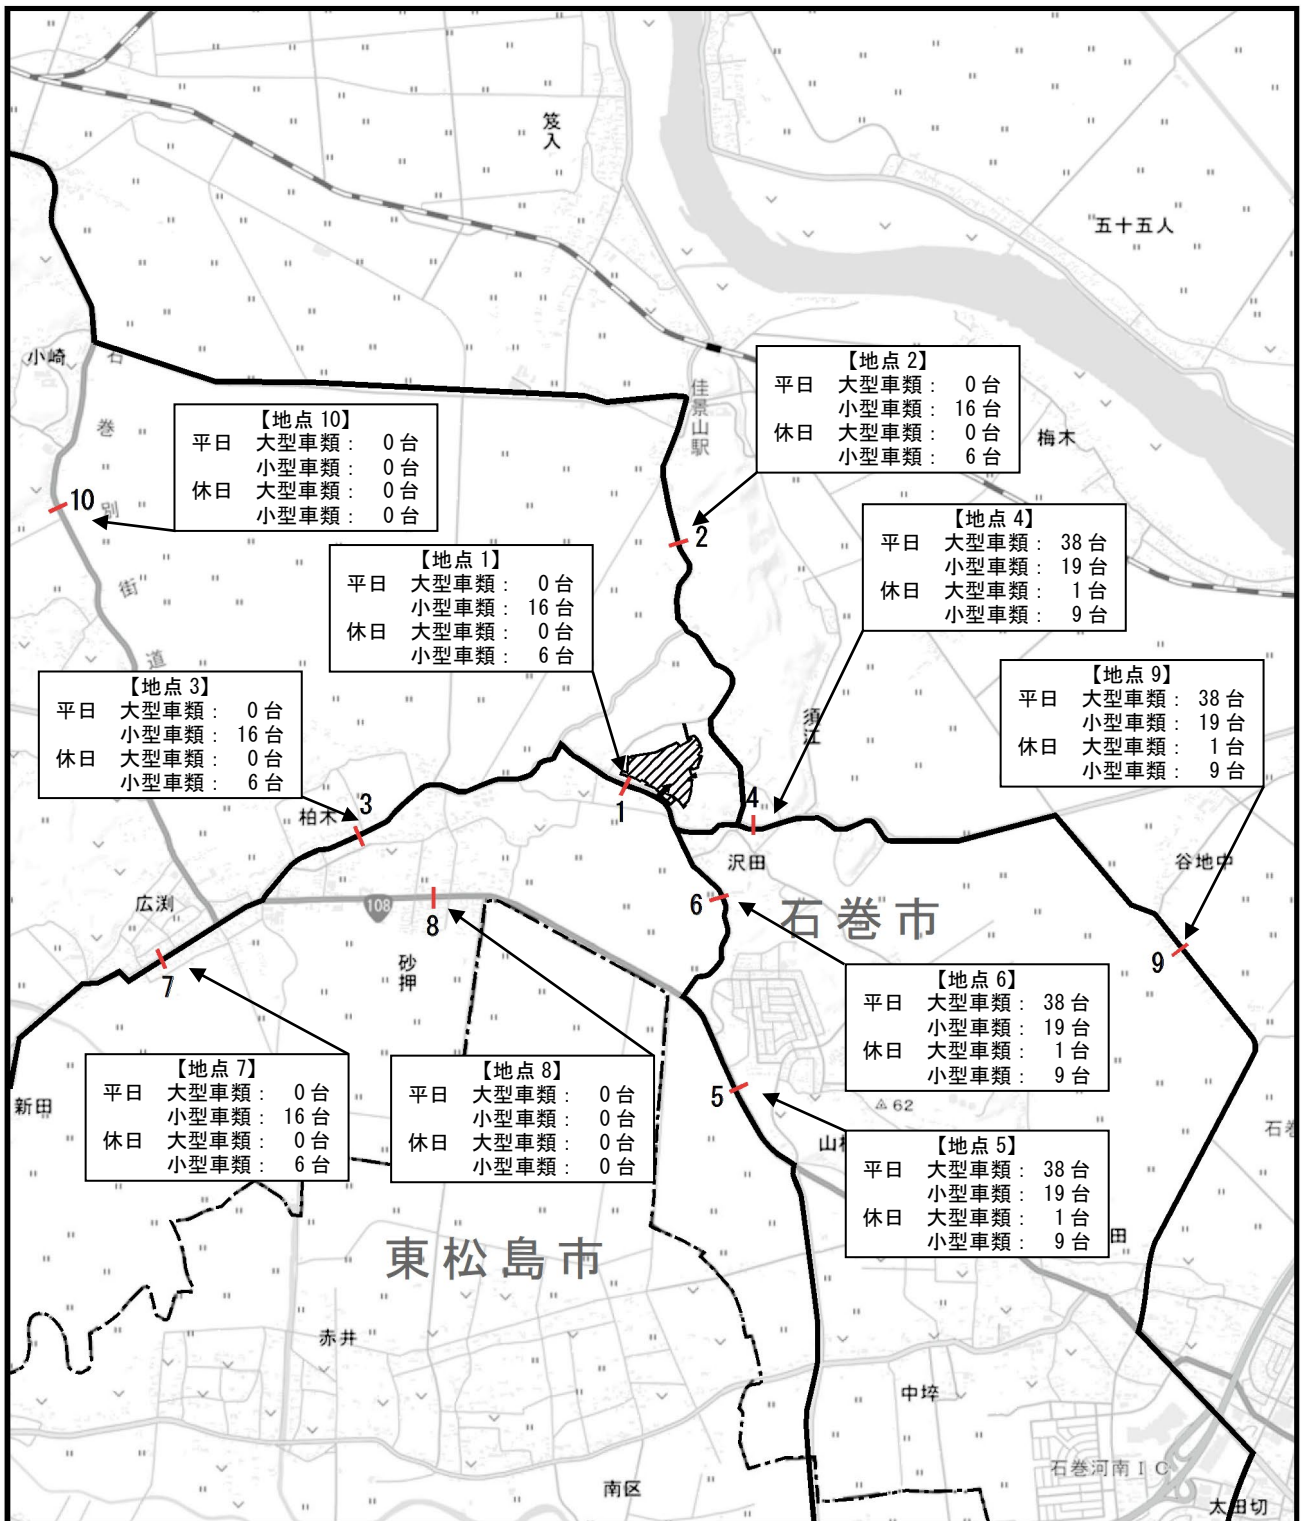 笈入
五十五人
小崎
石巻別街道
佳景山駅
梅木
【地点 2】
平日 大型車類： 0 台
小型車類： 16 台
休日 大型車類： 0 台
小型車類： 6 台
【地点 10】
平日 大型車類： 0 台
小型車類： 0 台
休日 大型車類： 0 台
小型車類： 0 台
10
2
【地点 4】
平日 大型車類： 38 台
小型車類： 19 台
休日 大型車類： 1 台
小型車類： 9 台
【地点 1】
平日 大型車類： 0 台
小型車類： 16 台
休日 大型車類： 0 台
小型車類： 6 台
【地点 9】
平日 大型車類： 38 台
小型車類： 19 台
休日 大型車類： 1 台
小型車類： 9 台
【地点 3】
平日 大型車類： 0 台
小型車類： 16 台
休日 大型車類： 0 台
小型車類： 6 台
須江
柏木
3
1
4
沢田
谷地中
広渕
108
8
6
石巻市
7
砂押
9
【地点 6】
平日 大型車類： 38 台
小型車類： 19 台
休日 大型車類： 1 台
小型車類： 9 台
【地点 7】
平日 大型車類： 0 台
小型車類： 16 台
休日 大型車類： 0 台
小型車類： 6 台
【地点 8】
平日 大型車類： 0 台
小型車類： 0 台
休日 大型車類： 0 台
小型車類： 0 台
新田
5
62
石巻
山
【地点 5】
平日 大型車類： 38 台
小型車類： 19 台
休日 大型車類： 1 台
小型車類： 9 台
田
東松島市
赤井
中埣
南区
石巻河南ＩＣ
太田切